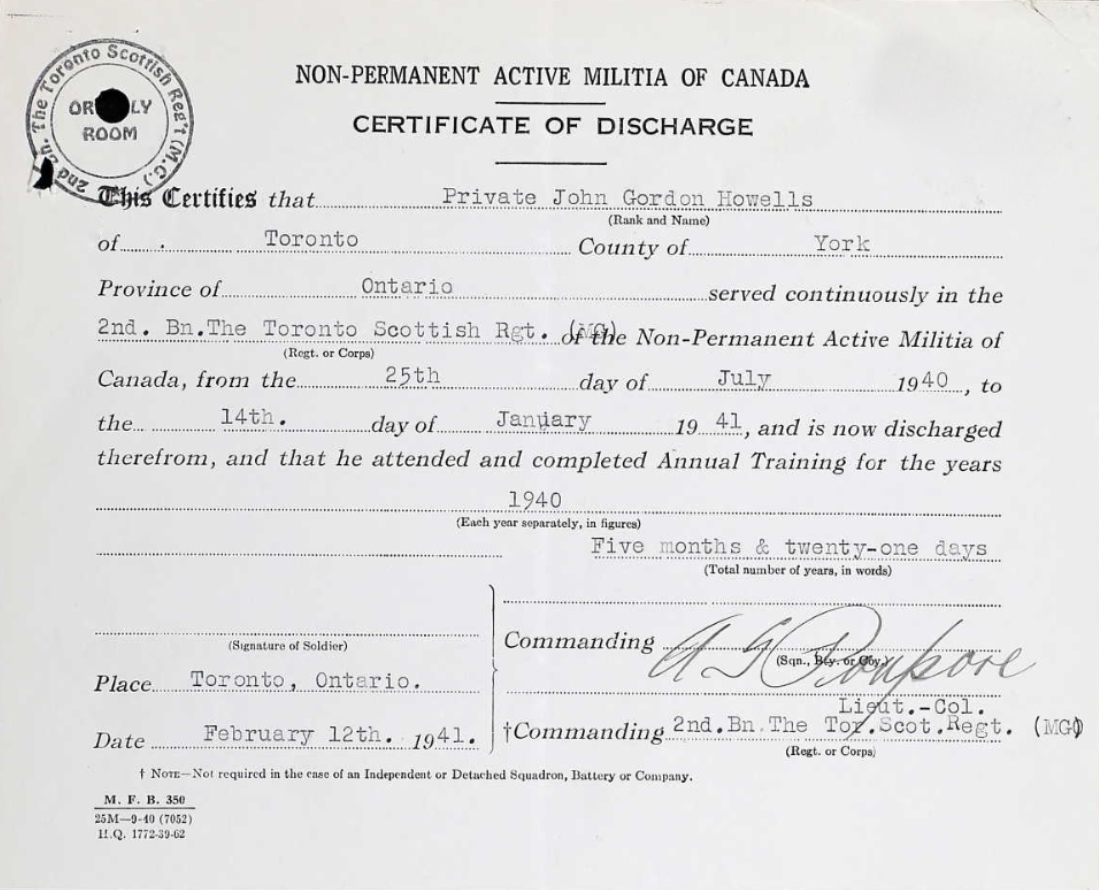 2nd Bn. The Toronto Scottish Reg't (M.G.)
OR LY
ROOM
NON-PERMANENT ACTIVE MILITIA OF CANADA
CERTIFICATE OF DISCHARGE
This Certifies that Private John Gordon Howells
(Rank and Name)
of Toronto County of York
Province of Ontario served continuously in the
2nd. Bn.The Toronto Scottish Rgt. (MG) of the Non-Permanent Active Militia of
(Regt. or Corps)
Canada, from the 25th day of July 1940, to
the 14th. day of January 19 41, and is now discharged
therefrom, and that he attended and completed Annual Training for the years
1940
(Each year separately, in figures)
Five months & twenty-one days
(Total number of years, in words)
(Signature of Soldier)
Commanding
(Sqn., Bty. or Coy.)
Place Toronto, Ontario.
Lieut.-Col.
Date February 12th. 1941.
†Commanding 2nd.Bn.The Tor.Scot.Regt. (MG)
(Regt. or Corps)
† NOTE—Not required in the case of an Independent or Detached Squadron, Battery or Company.
M. F. B. 350
25M—9-40 (7052)
H.Q. 1772-39-62